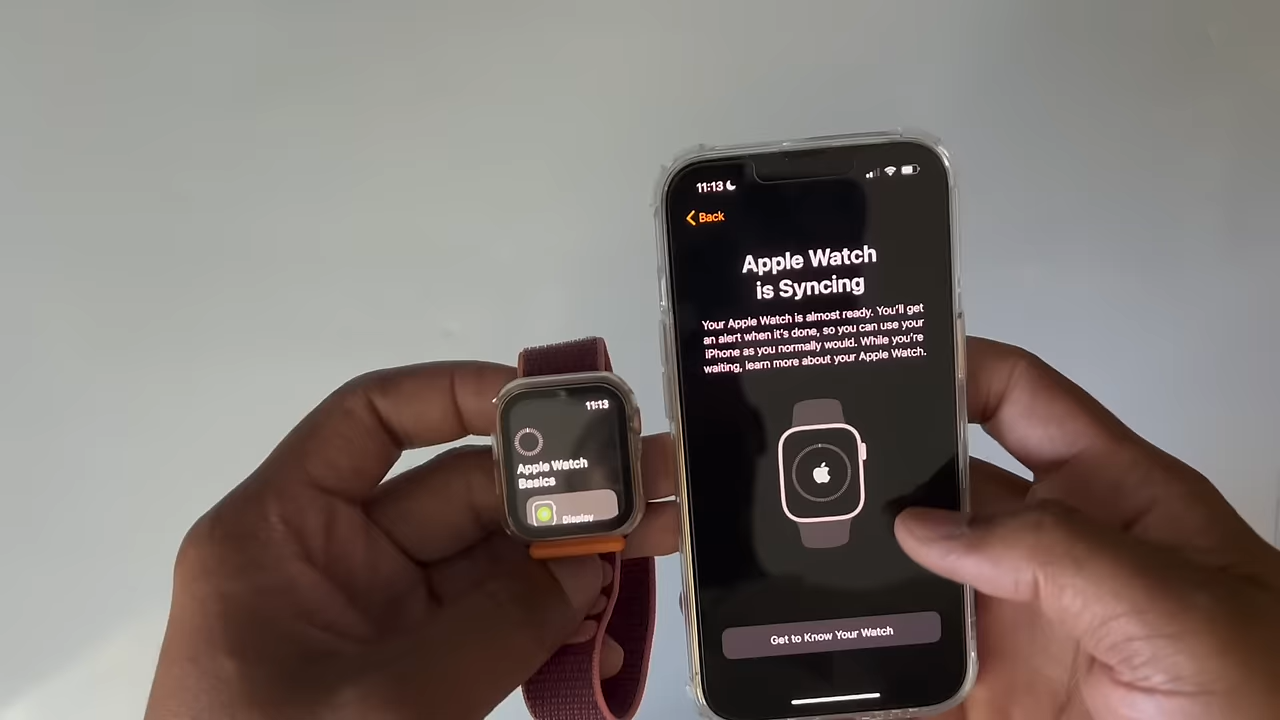 11:13
Back
Apple Watch
is Syncing
Your Apple Watch is almost ready. You'll get
an alert when it's done, so you can use your
iPhone as you normally would. While you're
waiting, learn more about your Apple Watch.
Get to Know Your Watch
11:13
Apple Watch
Basics
Display